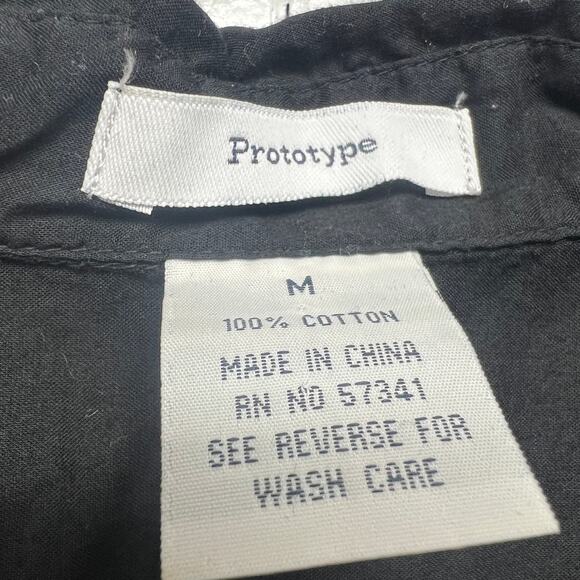 Prototype
M
100% COTTON
MADE IN CHINA
RN NO 57341
SEE REVERSE FOR
WASH CARE